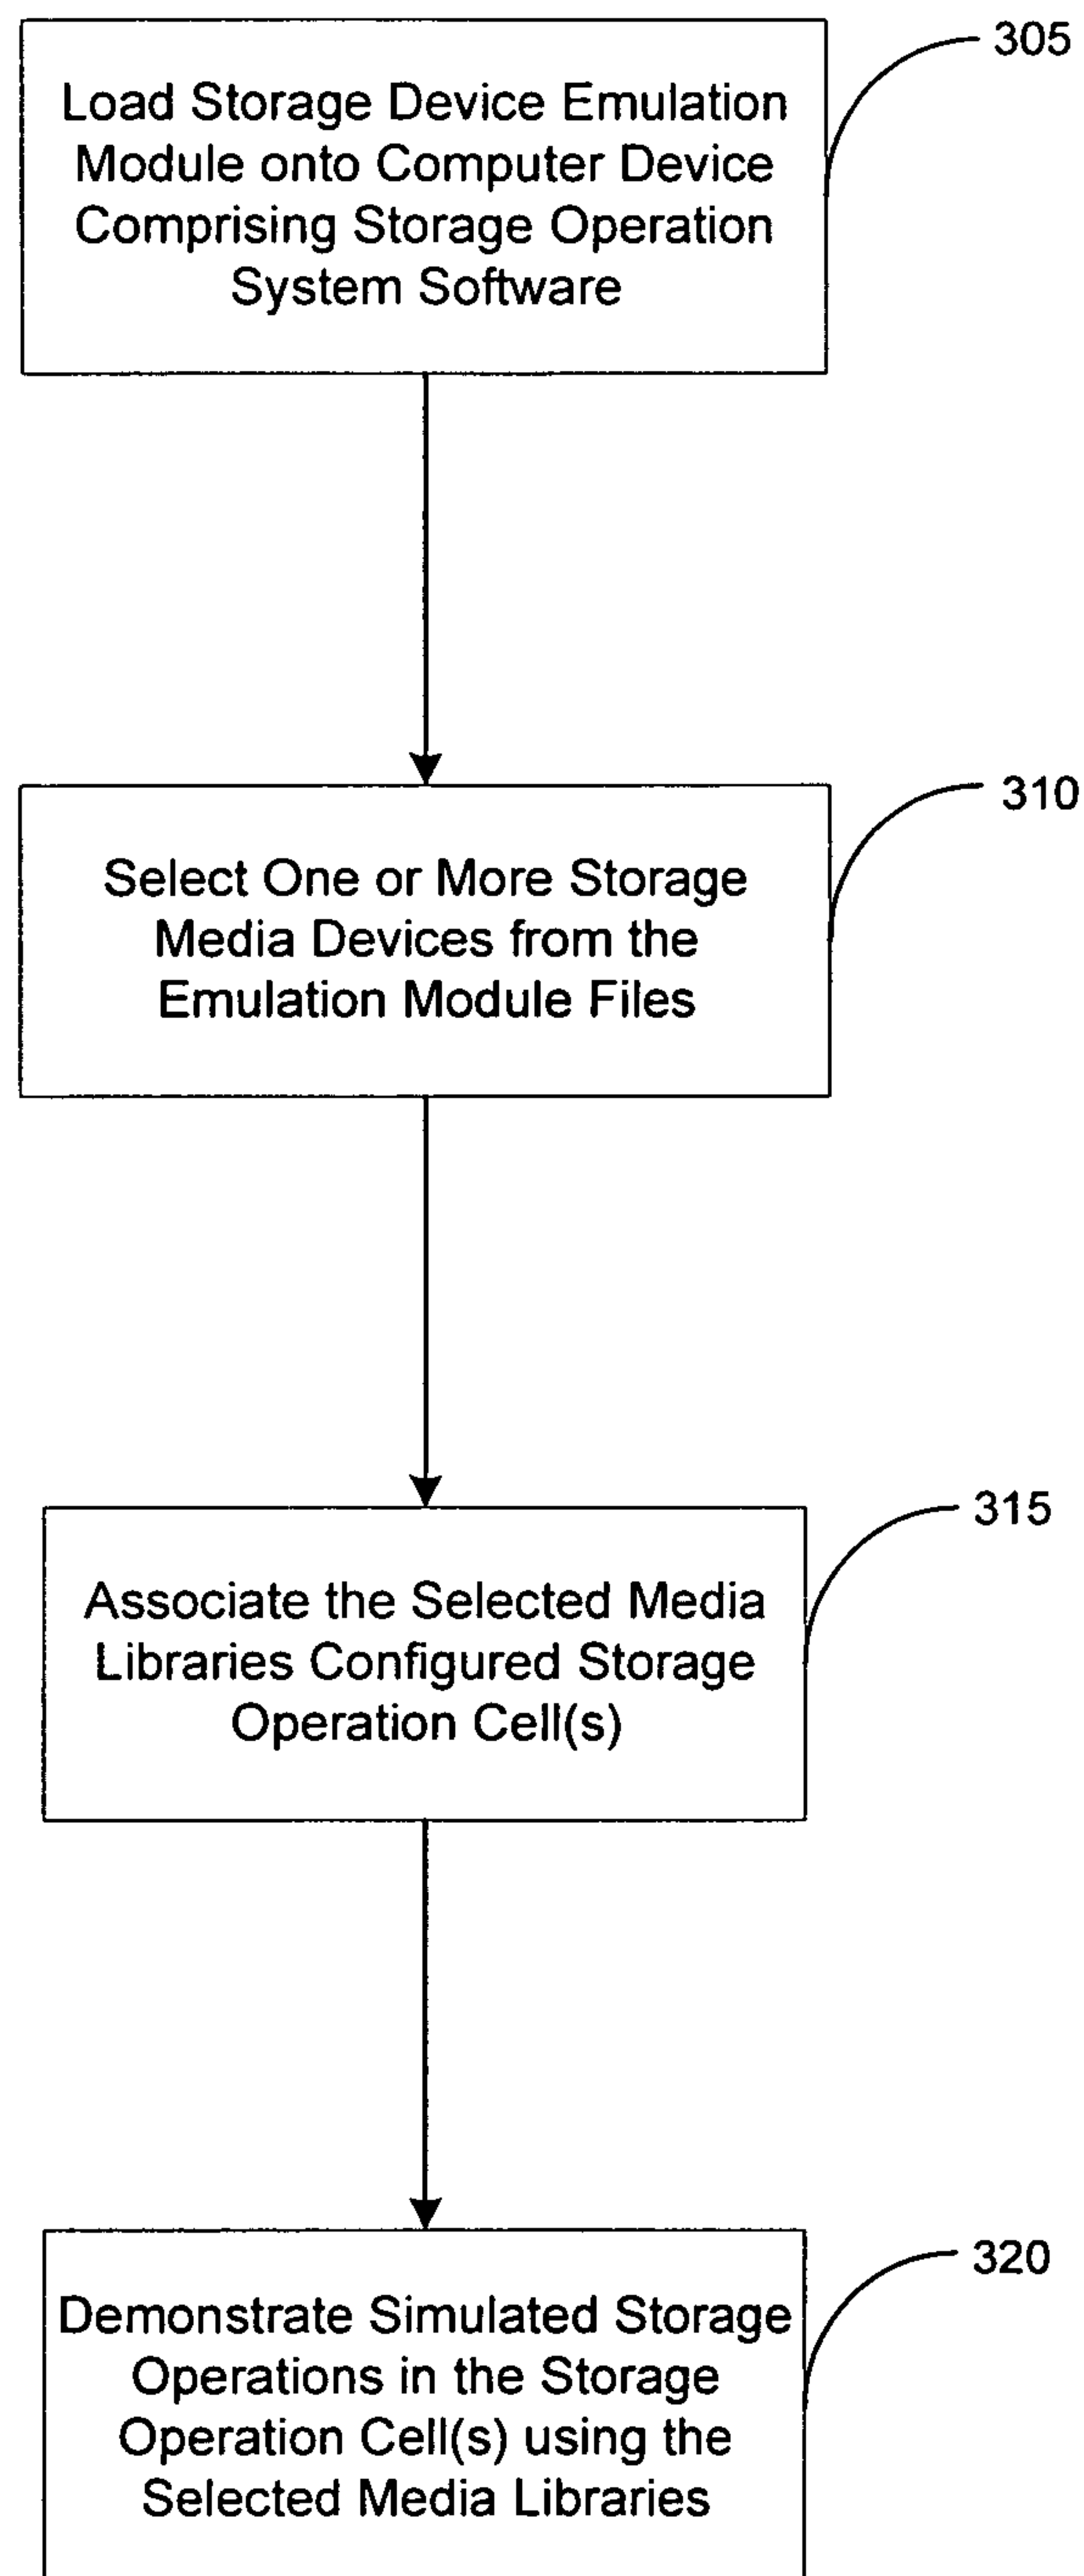 305
Load Storage Device Emulation
Module onto Computer Device
Comprising Storage Operation
System Software
310
Select One or More Storage
Media Devices from the
Emulation Module Files
315
Associate the Selected Media
Libraries Configured Storage
Operation Cell(s)
320
Demonstrate Simulated Storage
Operations in the Storage
Operation Cell(s) using the
Selected Media Libraries